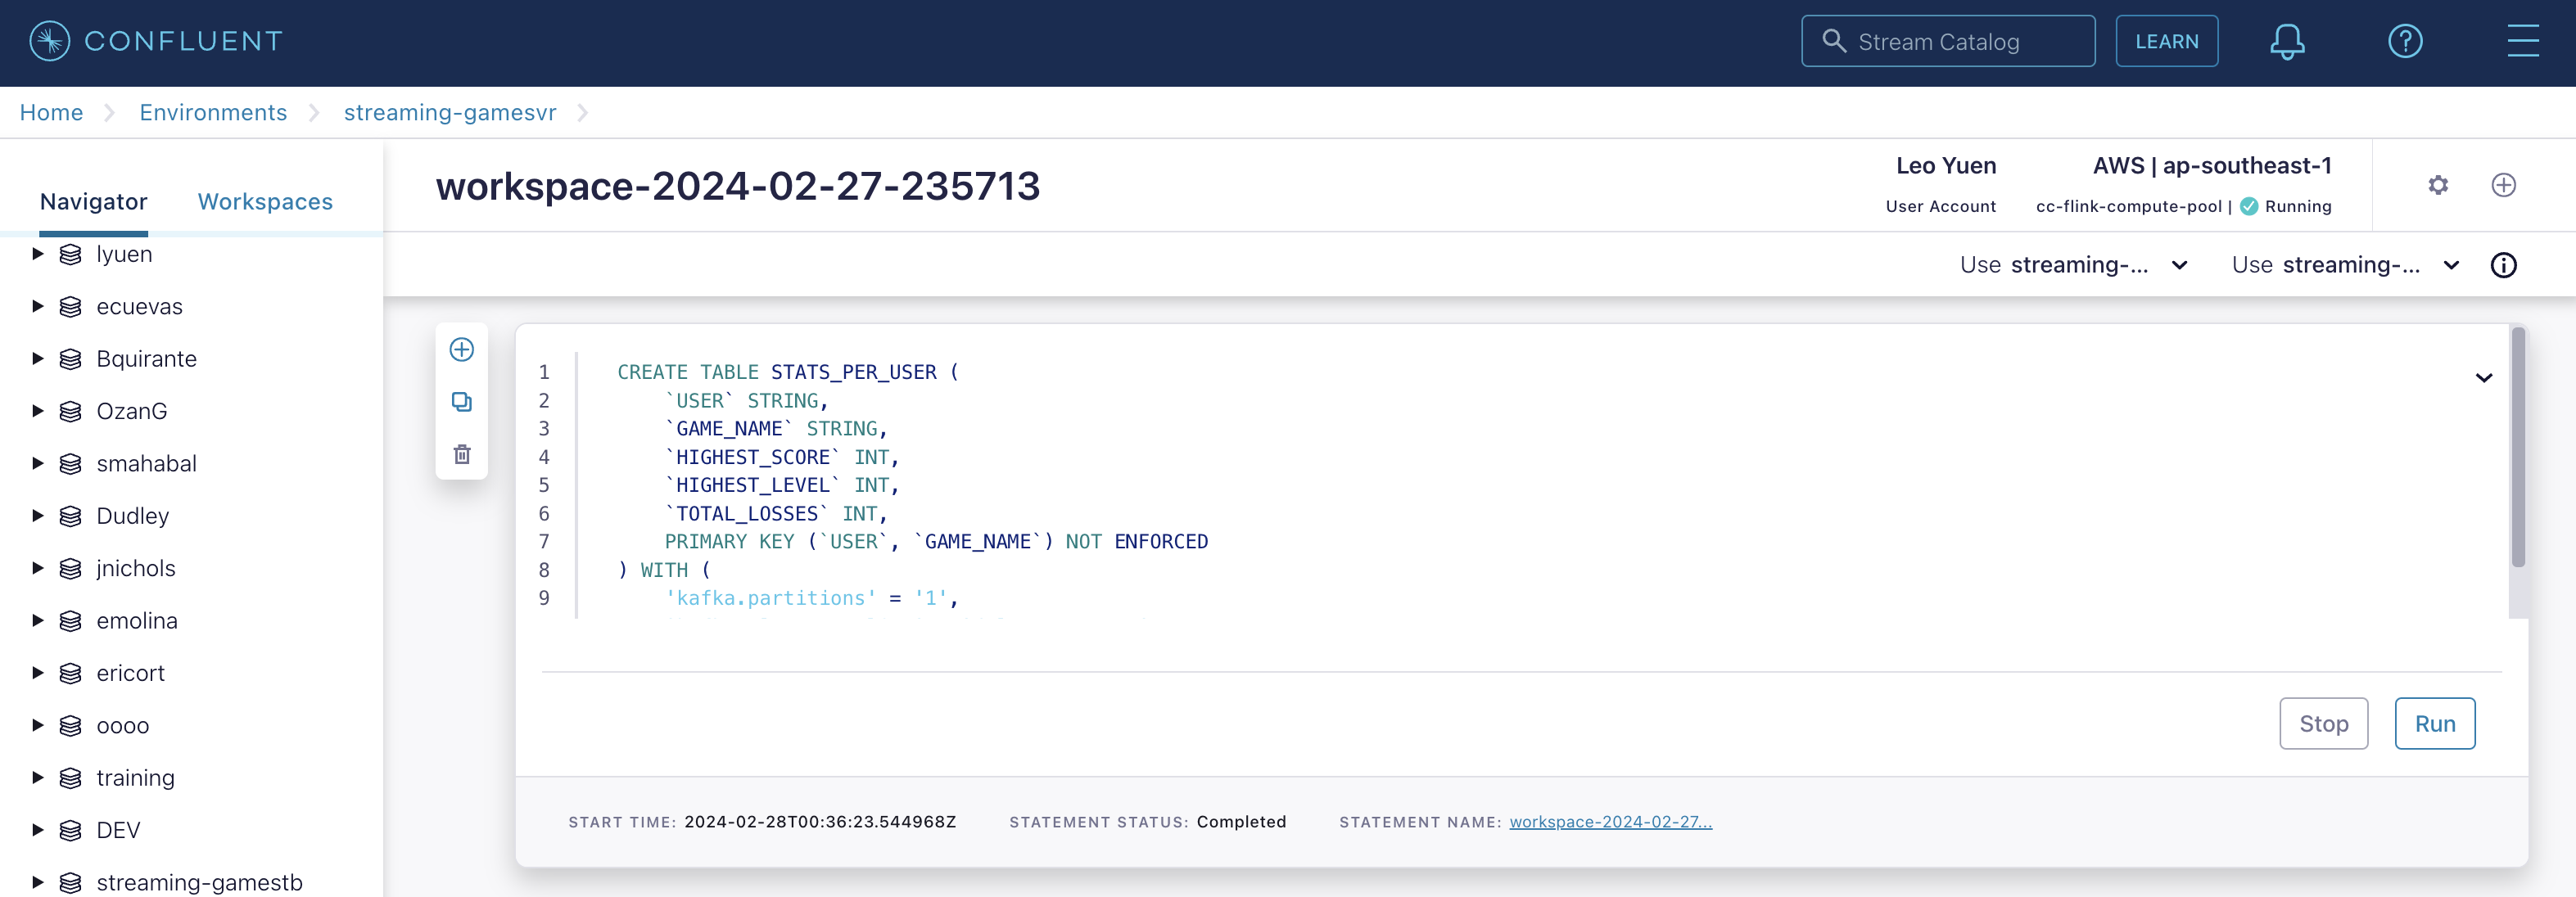 CONFLUENT
Stream Catalog
LEARN
Home
Environments
streaming-gamesvr
Navigator
Workspaces
lyuen
ecuevas
Bquirante
OzanG
smahabal
Dudley
jnichols
emolina
ericort
oooo
training
DEV
streaming-gamestb
workspace-2024-02-27-235713
Leo Yuen
User Account
AWS | ap-southeast-1
cc-flink-compute-pool | Running
Use streaming-...
Use streaming-...
1 CREATE TABLE STATS_PER_USER (
2 `USER` STRING,
3 `GAME_NAME` STRING,
4 `HIGHEST_SCORE` INT,
5 `HIGHEST_LEVEL` INT,
6 `TOTAL_LOSSES` INT,
7 PRIMARY KEY (`USER`, `GAME_NAME`) NOT ENFORCED
8 ) WITH (
9 'kafka.partitions' = '1',
Stop
Run
START TIME: 2024-02-28T00:36:23.544968Z
STATEMENT STATUS: Completed
STATEMENT NAME: workspace-2024-02-27...